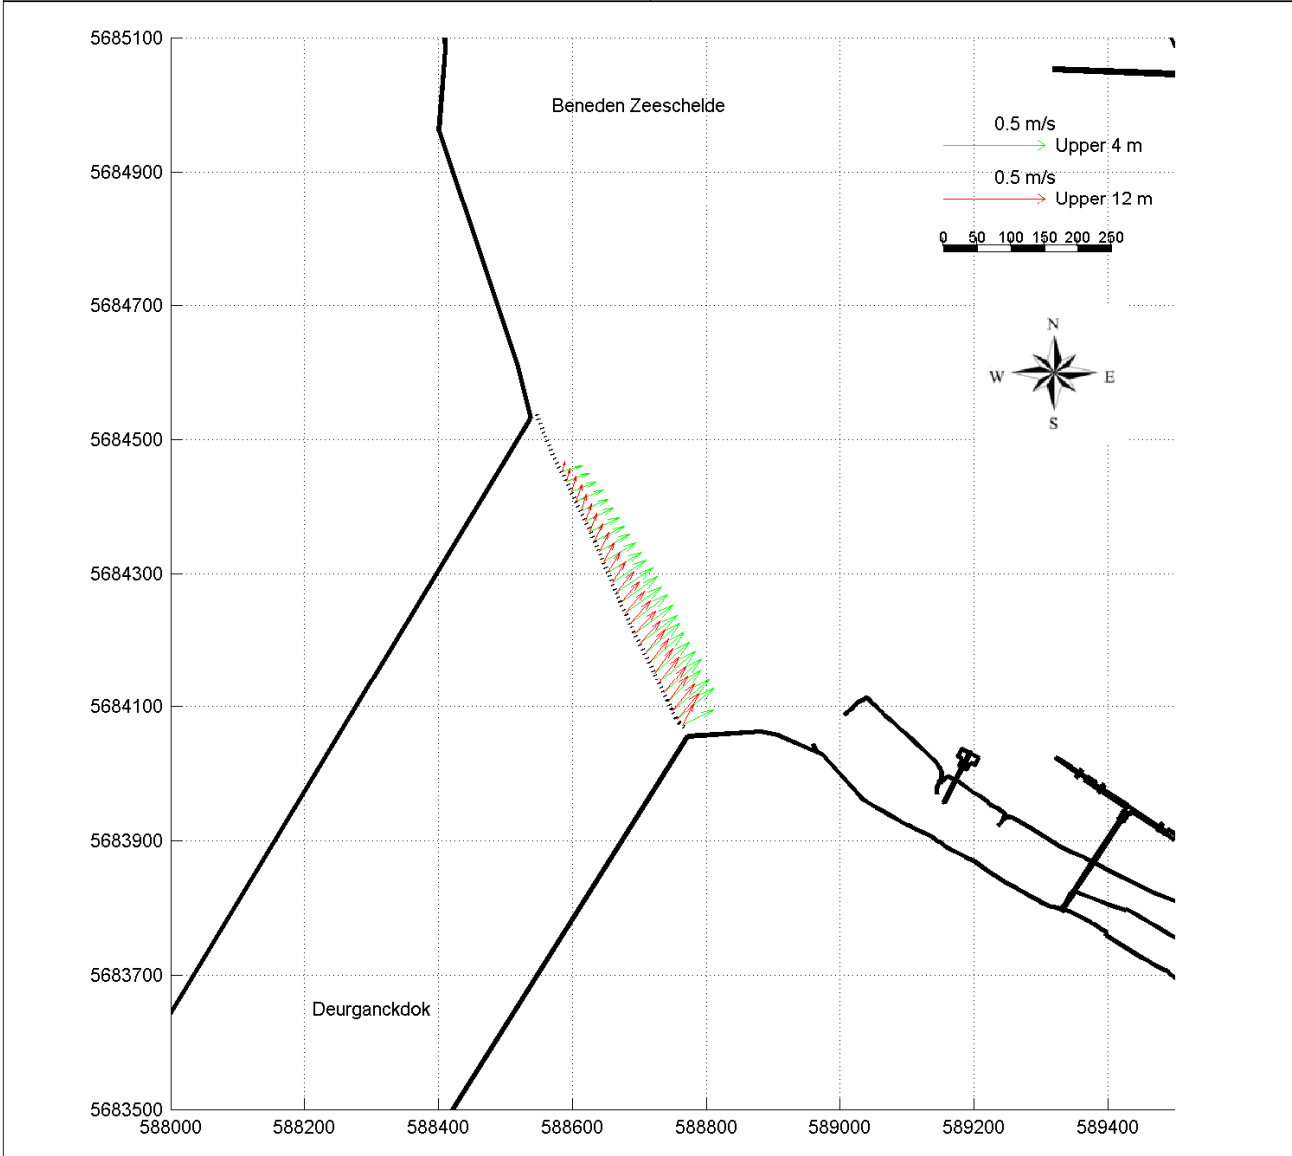 5685100
Beneden Zeeschelde
0.5 m/s
Upper 4 m
5684900
0.5 m/s
Upper 12 m
0 50 100 150 200 250
5684700
N
W E
S
5684500
5684300
5684100
5683900
5683700
Deurganckdok
5683500
588000 588200 588400 588600 588800 589000 589200 589400